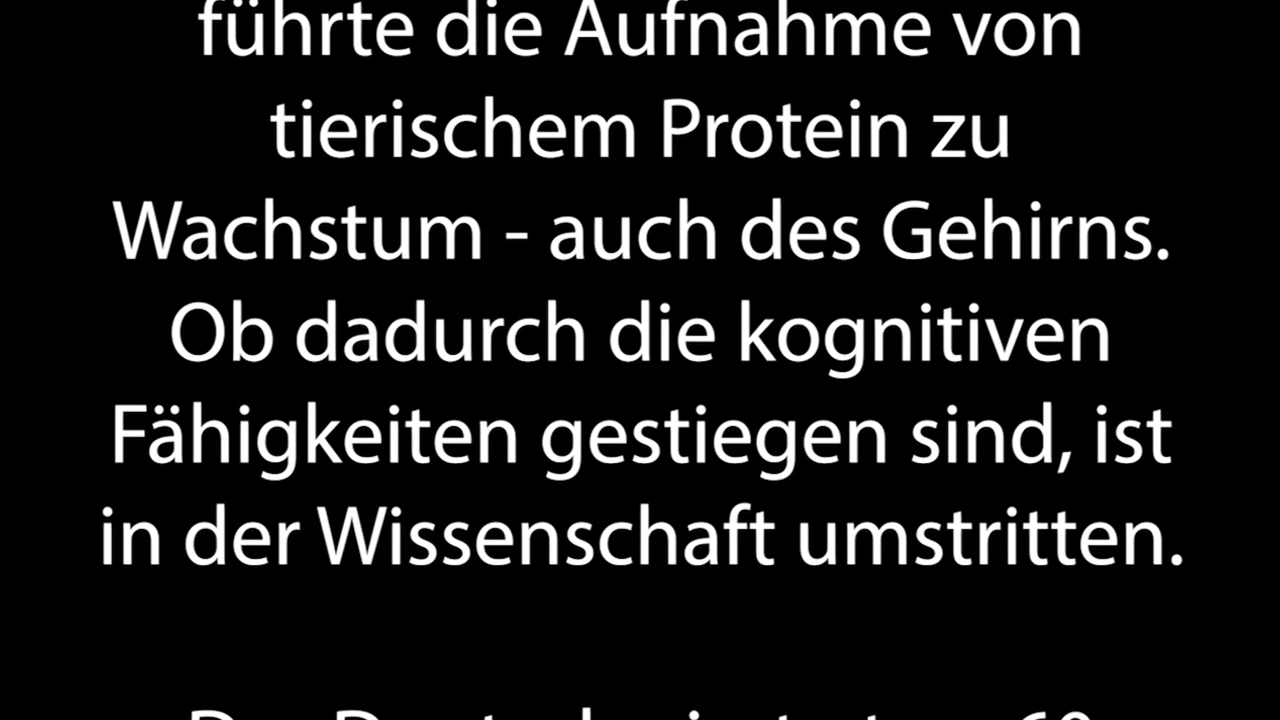 führte die Aufnahme von
tierischem Protein zu
Wachstum - auch des Gehirns.
Ob dadurch die kognitiven
Fähigkeiten gestiegen sind, ist
in der Wissenschaft umstritten.